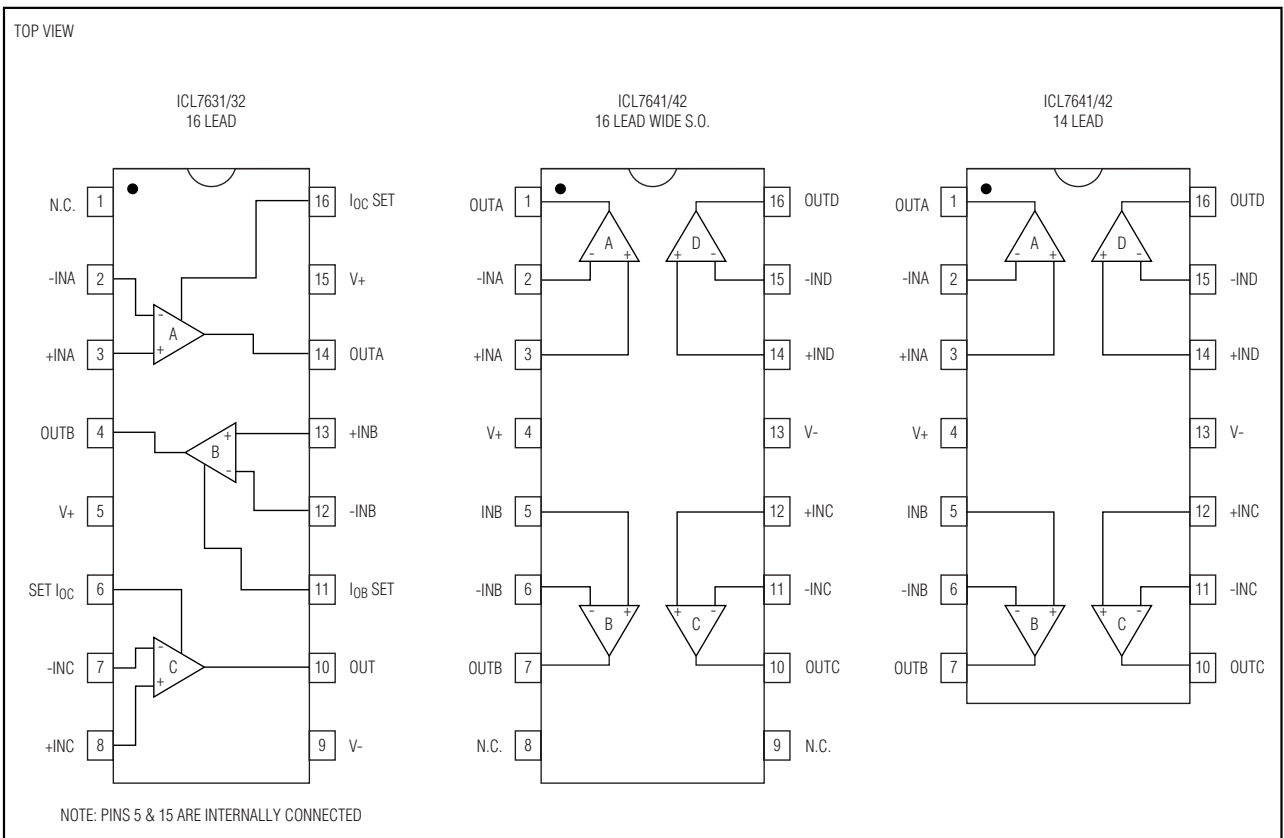 TOP VIEW
ICL7631/32
16 LEAD
N.C. 1
-INA 2
+INA 3
OUTB 4
V+ 5
SET IOC 6
-INC 7
+INC 8
16 IOC SET
15 V+
14 OUTA
13 +INB
12 -INB
11 IOB SET
10 OUT
9 V-
- A +
+ B -
- C +
NOTE: PINS 5 & 15 ARE INTERNALLY CONNECTED
ICL7641/42
16 LEAD WIDE S.O.
OUTA 1
-INA 2
+INA 3
V+ 4
INB 5
-INB 6
OUTB 7
N.C. 8
16 OUTD
15 -IND
14 +IND
13 V-
12 +INC
11 -INC
10 OUTC
9 N.C.
A - +
D + -
B - +
C + -
ICL7641/42
14 LEAD
OUTA 1
-INA 2
+INA 3
V+ 4
INB 5
-INB 6
OUTB 7
16 OUTD
15 -IND
14 +IND
13 V-
12 +INC
11 -INC
10 OUTC
A - +
D + -
B - +
C + -